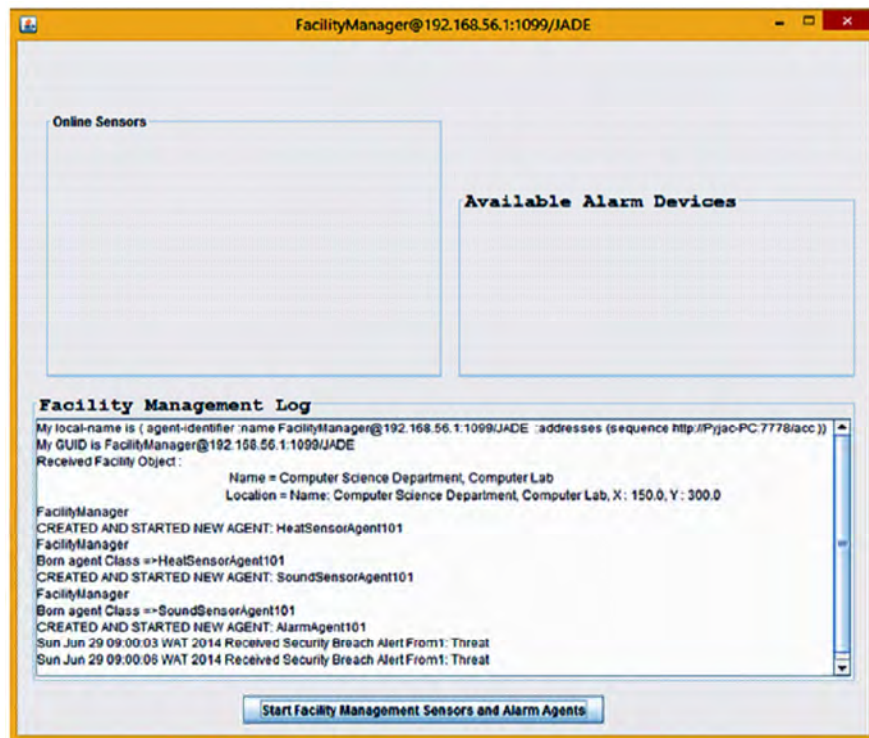 FacilityManager@192.168.56.1:1099/JADE
Online Sensors
Available Alarm Devices
Facility Management Log
My local-name is ( agent-identifier :name FacilityManager@192.168.56.1:1099/JADE :addresses (sequence http://Pyjac-PC:7778/acc ))
My GUID is FacilityManager@192.168.56.1:1099/JADE
Received Facility Object :
Name = Computer Science Department, Computer Lab
Location = Name: Computer Science Department, Computer Lab, X : 150.0, Y : 300.0
FacilityManager
CREATED AND STARTED NEW AGENT: HeatSensorAgent101
FacilityManager
Born agent Class =>HeatSensorAgent101
CREATED AND STARTED NEW AGENT: SoundSensorAgent101
FacilityManager
Born agent Class =>SoundSensorAgent101
CREATED AND STARTED NEW AGENT: AlarmAgent101
Sun Jun 29 09:00:03 WAT 2014 Received Security Breach Alert From1: Threat
Sun Jun 29 09:00:06 WAT 2014 Received Security Breach Alert From1: Threat
Start Facility Management Sensors and Alarm Agents